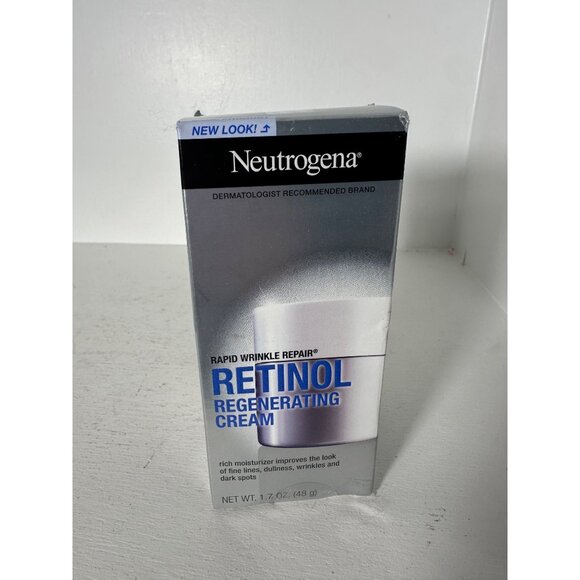 NEW LOOK!
Neutrogena®
DERMATOLOGIST RECOMMENDED BRAND
RAPID WRINKLE REPAIR®
RETINOL
REGENERATING
CREAM
rich moisturizer improves the look
of fine lines, dullness, wrinkles and
dark spots
NET WT. 1.7 OZ. (48 g)